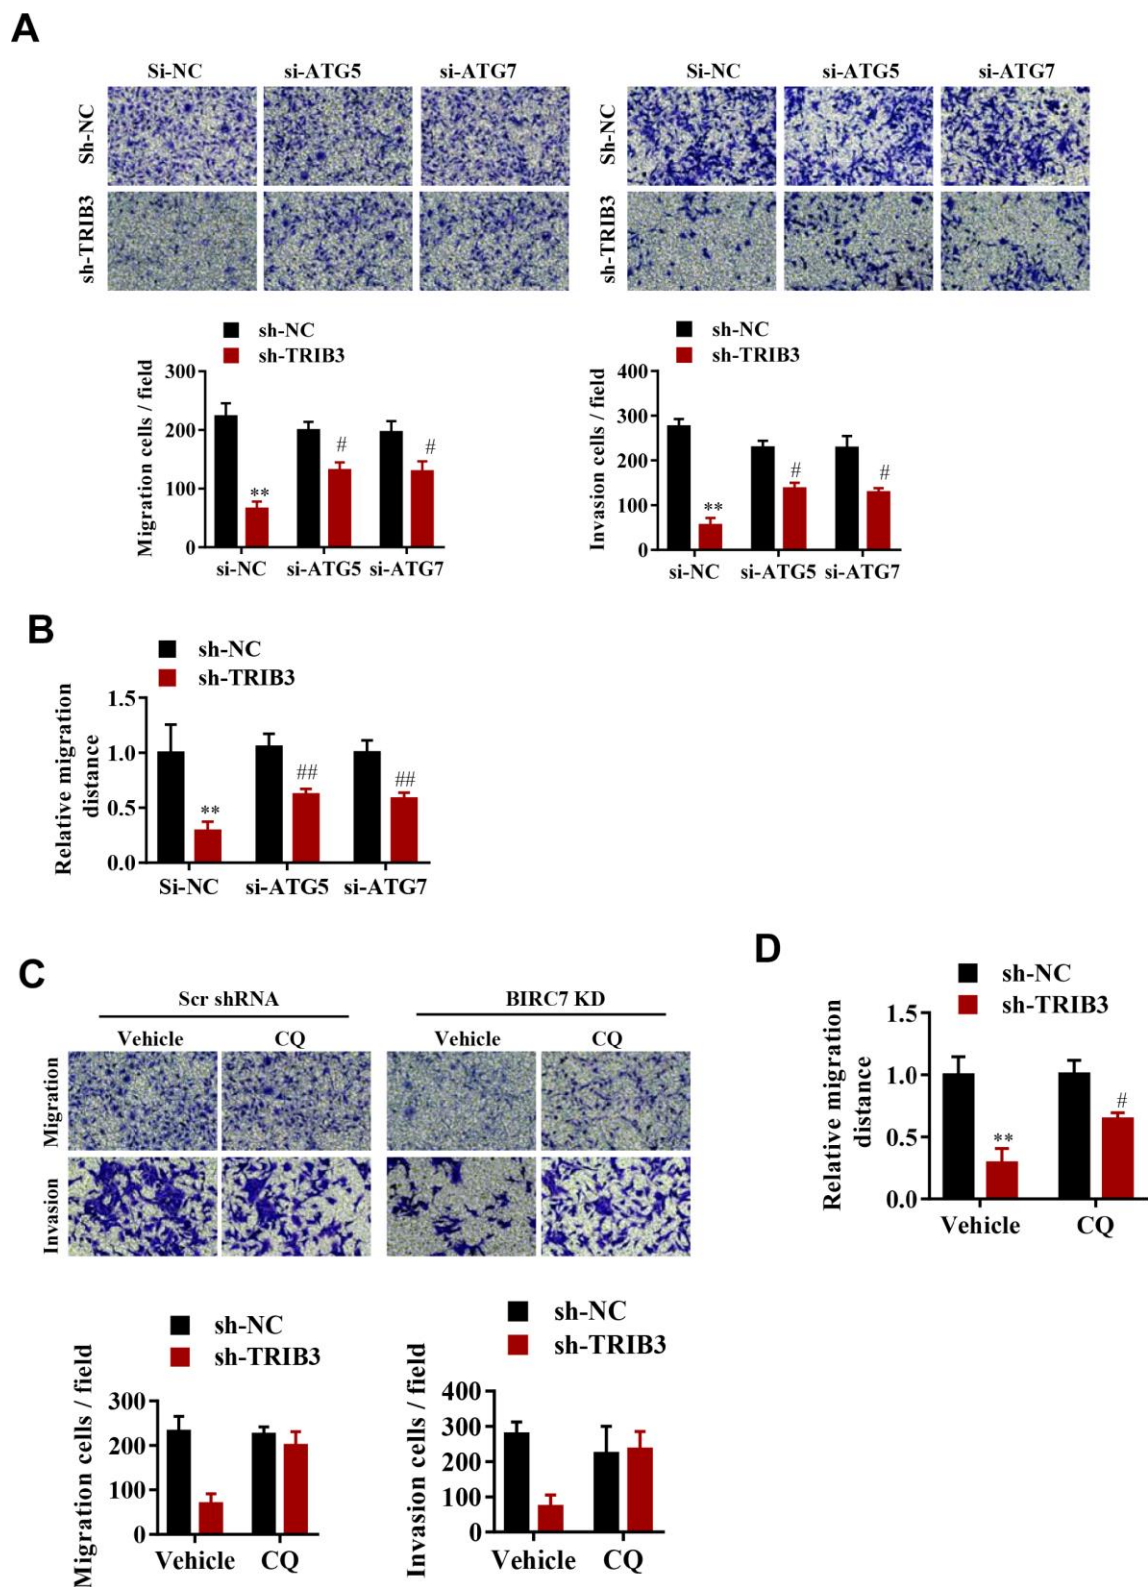 A
Si-NC si-ATG5 si-ATG7
Sh-NC
sh-TRIB3
Si-NC si-ATG5 si-ATG7
Sh-NC
sh-TRIB3
sh-NC
sh-TRIB3
Migration cells / field
300
200
100
0
**
#
#
si-NC si-ATG5 si-ATG7
sh-NC
sh-TRIB3
Invasion cells / field
400
300
200
100
0
**
#
#
si-NC si-ATG5 si-ATG7
B
sh-NC
sh-TRIB3
Relative migration
distance
1.5
1.0
0.5
0.0
**
##
##
Si-NC si-ATG5 si-ATG7
C
Scr shRNA BIRC7 KD
Vehicle CQ Vehicle CQ
Migration
Invasion
sh-NC
sh-TRIB3
Migration cells / field
300
200
100
0
Vehicle CQ
sh-NC
sh-TRIB3
Invasion cells / field
400
300
200
100
0
Vehicle CQ
D
sh-NC
sh-TRIB3
Relative migration
distance
1.5
1.0
0.5
0.0
**
#
Vehicle CQ